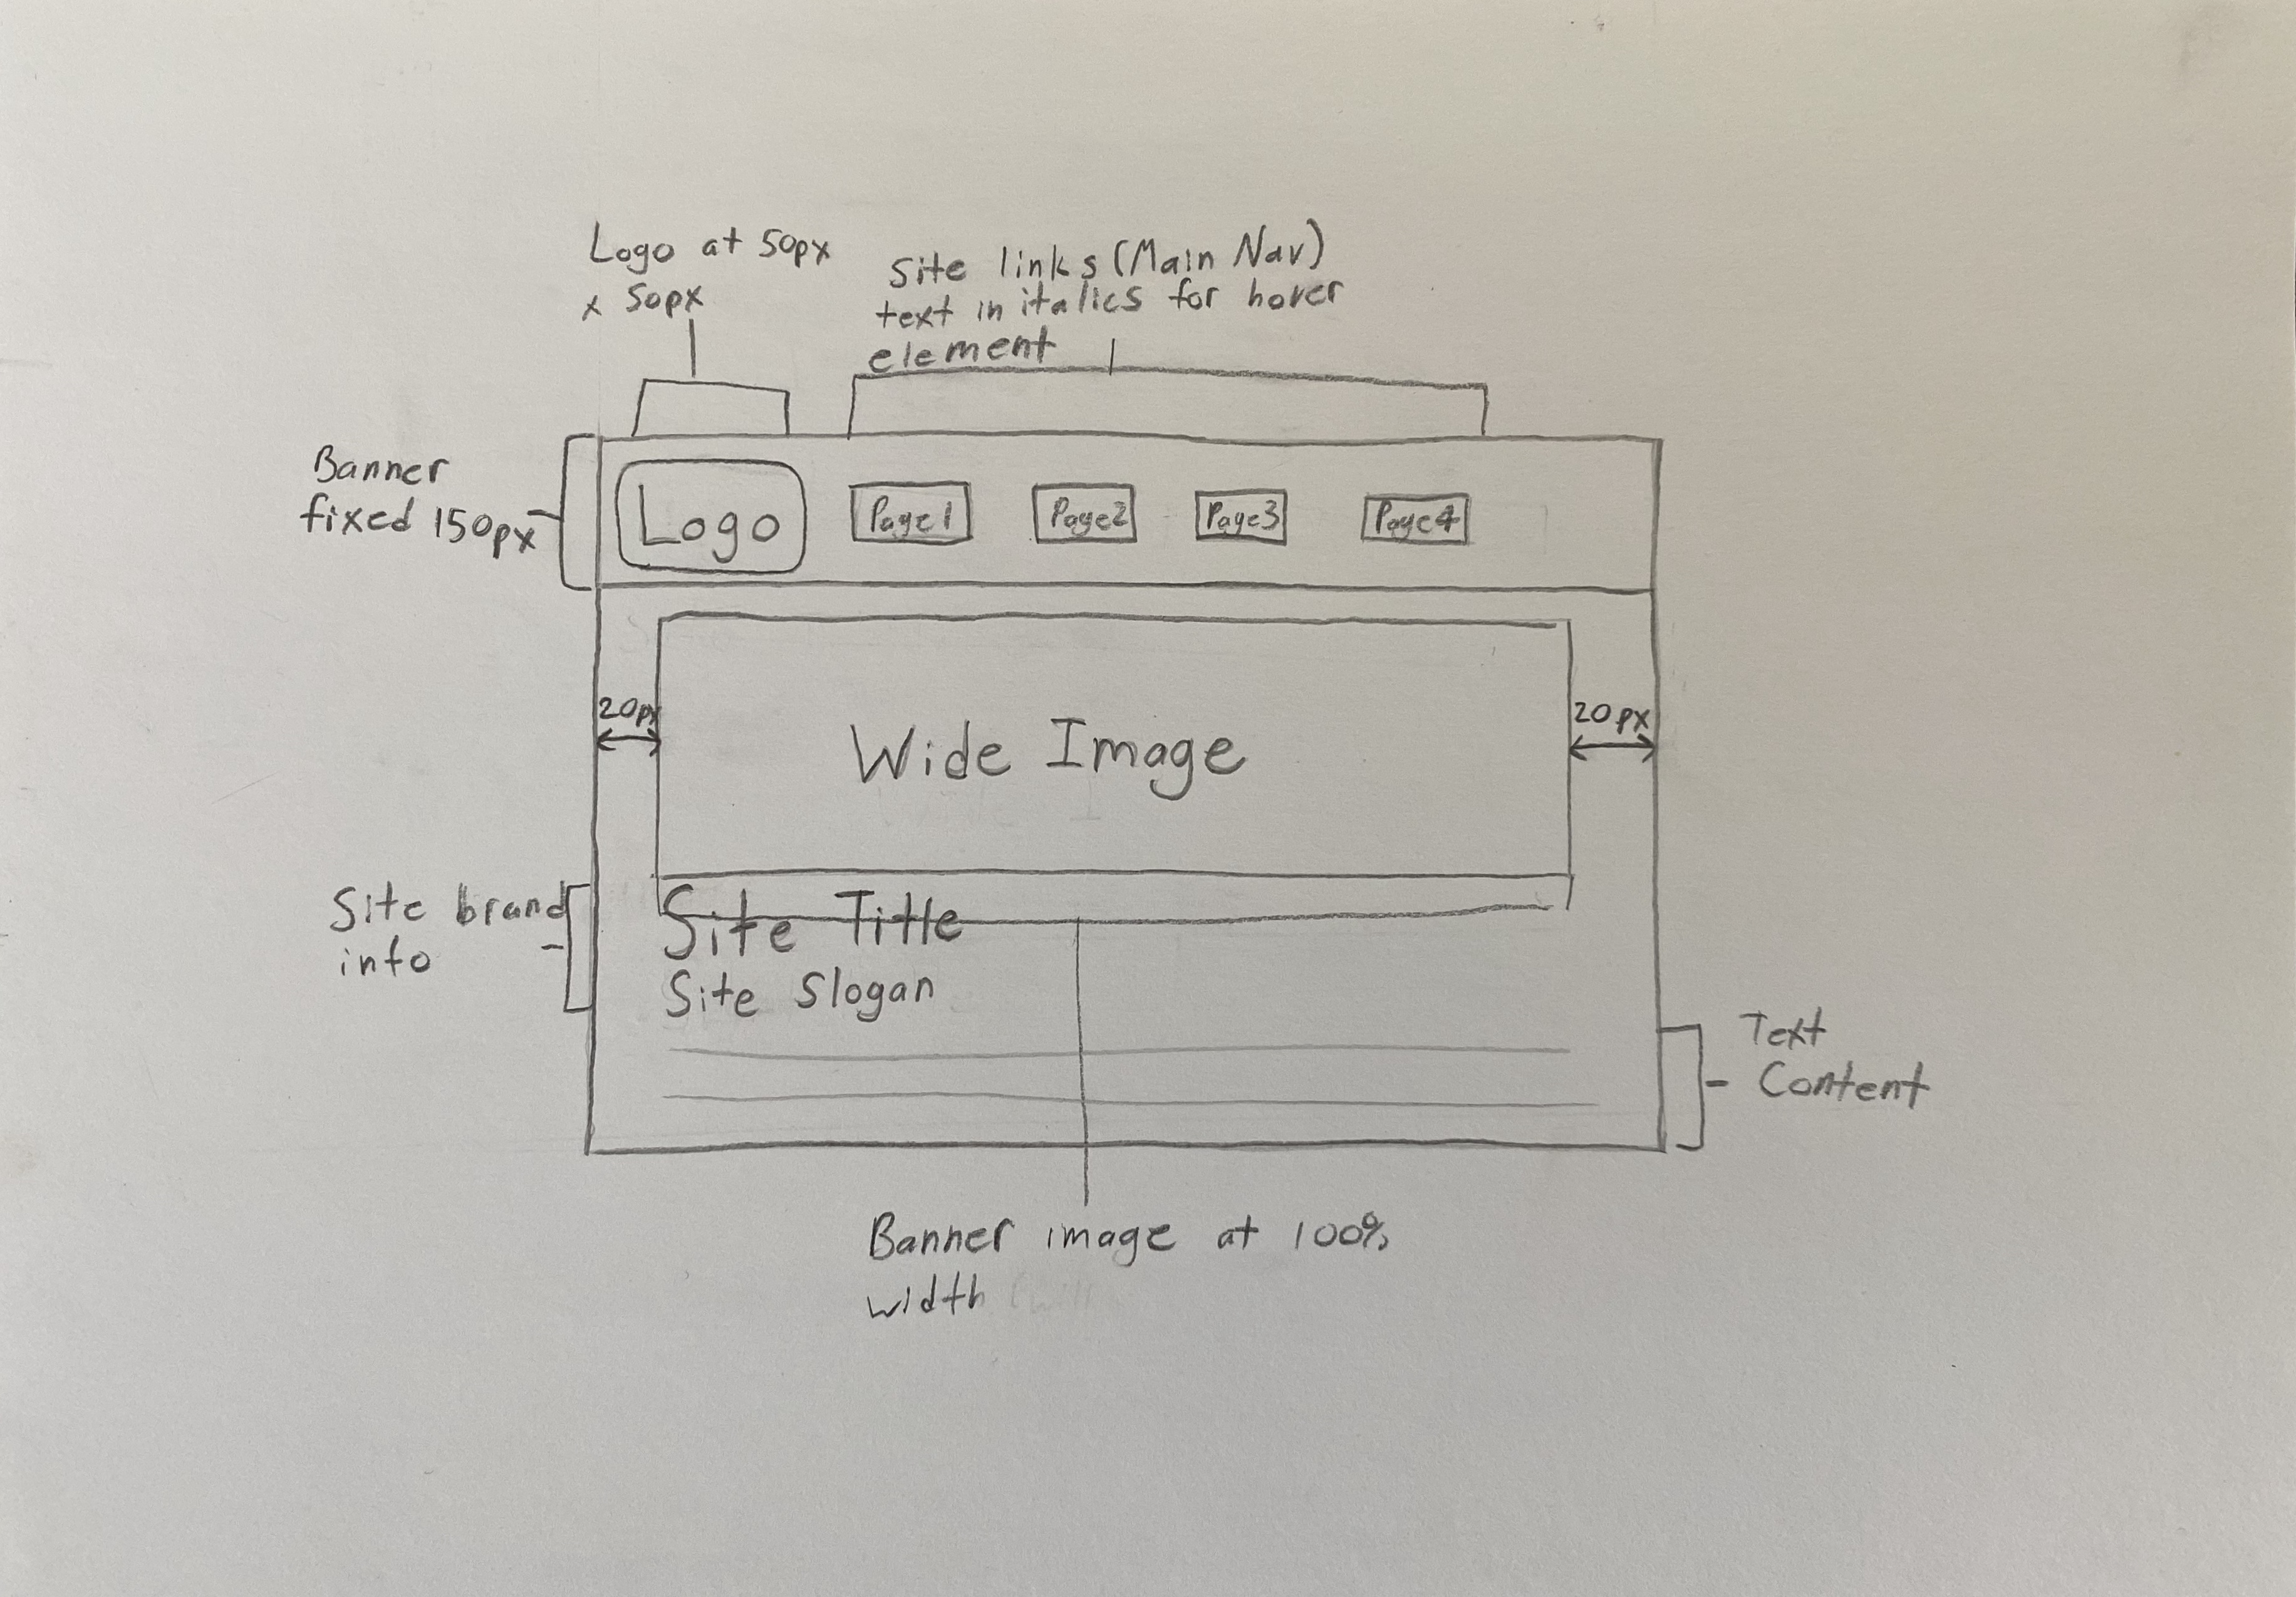 Logo at 50px
x 50px
Site links (Main Nav)
text in italics for hover
element
Banner
fixed 150px
Logo
Page1
Page2
Page3
Page4
20px
20px
Wide Image
Site brand
info
Site Title
Site Slogan
Text
Content
Banner image at 100%
width